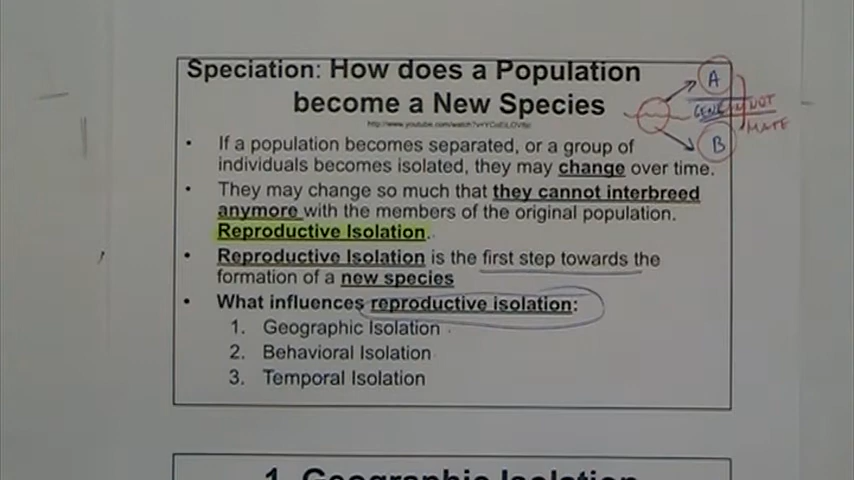 Speciation: How does a Population
become a New Species
• If a population becomes separated, or a group of
individuals becomes isolated, they may change over time.
• They may change so much that they cannot interbreed
anymore with the members of the original population.
Reproductive Isolation.
• Reproductive Isolation is the first step towards the
formation of a new species
• What influences reproductive isolation:
1. Geographic Isolation
2. Behavioral Isolation
3. Temporal Isolation
A
NOT
MATE
B
1. Geographic Isolation